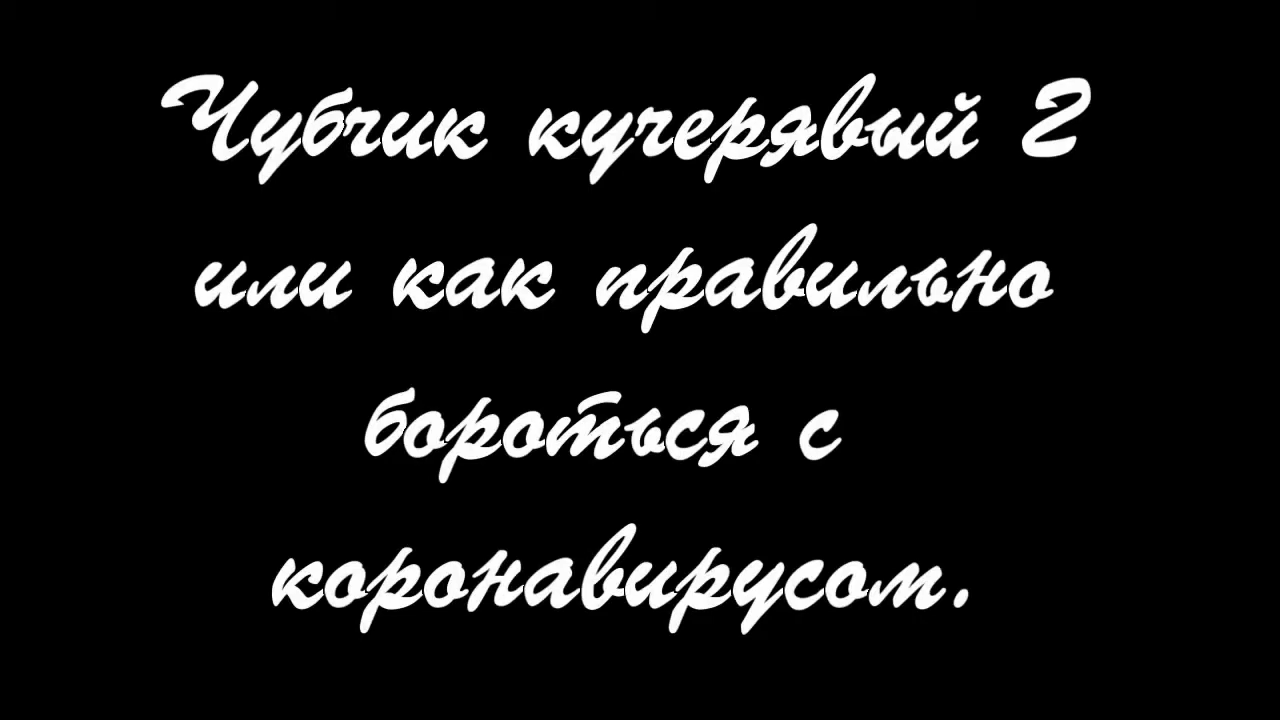 Чубчик кучерявый 2
или как правильно
бороться с
коронавирусом.